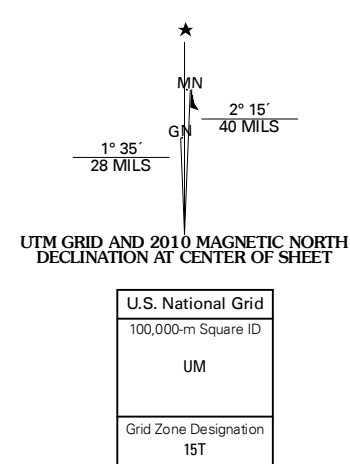 ★
MN
2° 15´
40 MILS
GN
1° 35´
28 MILS
UTM GRID AND 2010 MAGNETIC NORTH
DECLINATION AT CENTER OF SHEET
U.S. National Grid
100,000-m Square ID
UM
Grid Zone Designation
15T